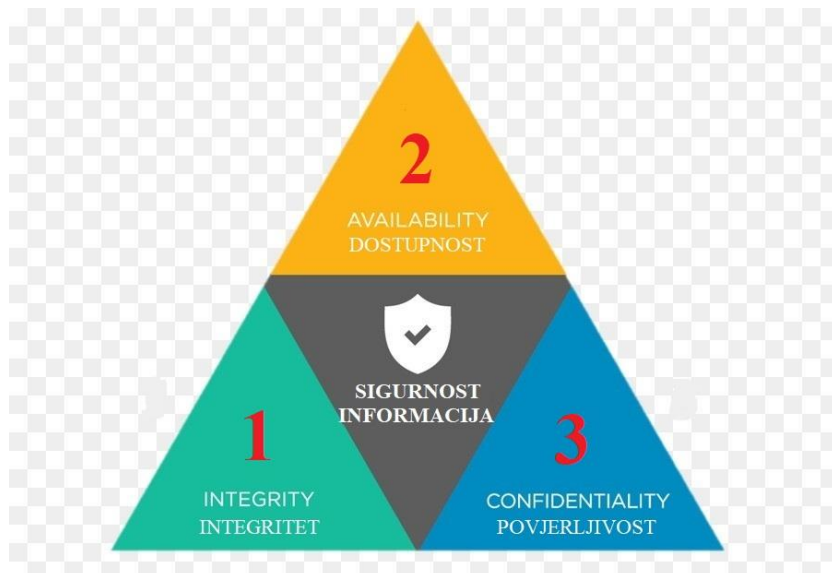 2
AVAILABILITY
DOSTUPNOST
SIGURNOST
INFORMACIJA
1
INTEGRITY
INTEGRITET
3
CONFIDENTIALITY
POVJERLJIVOST